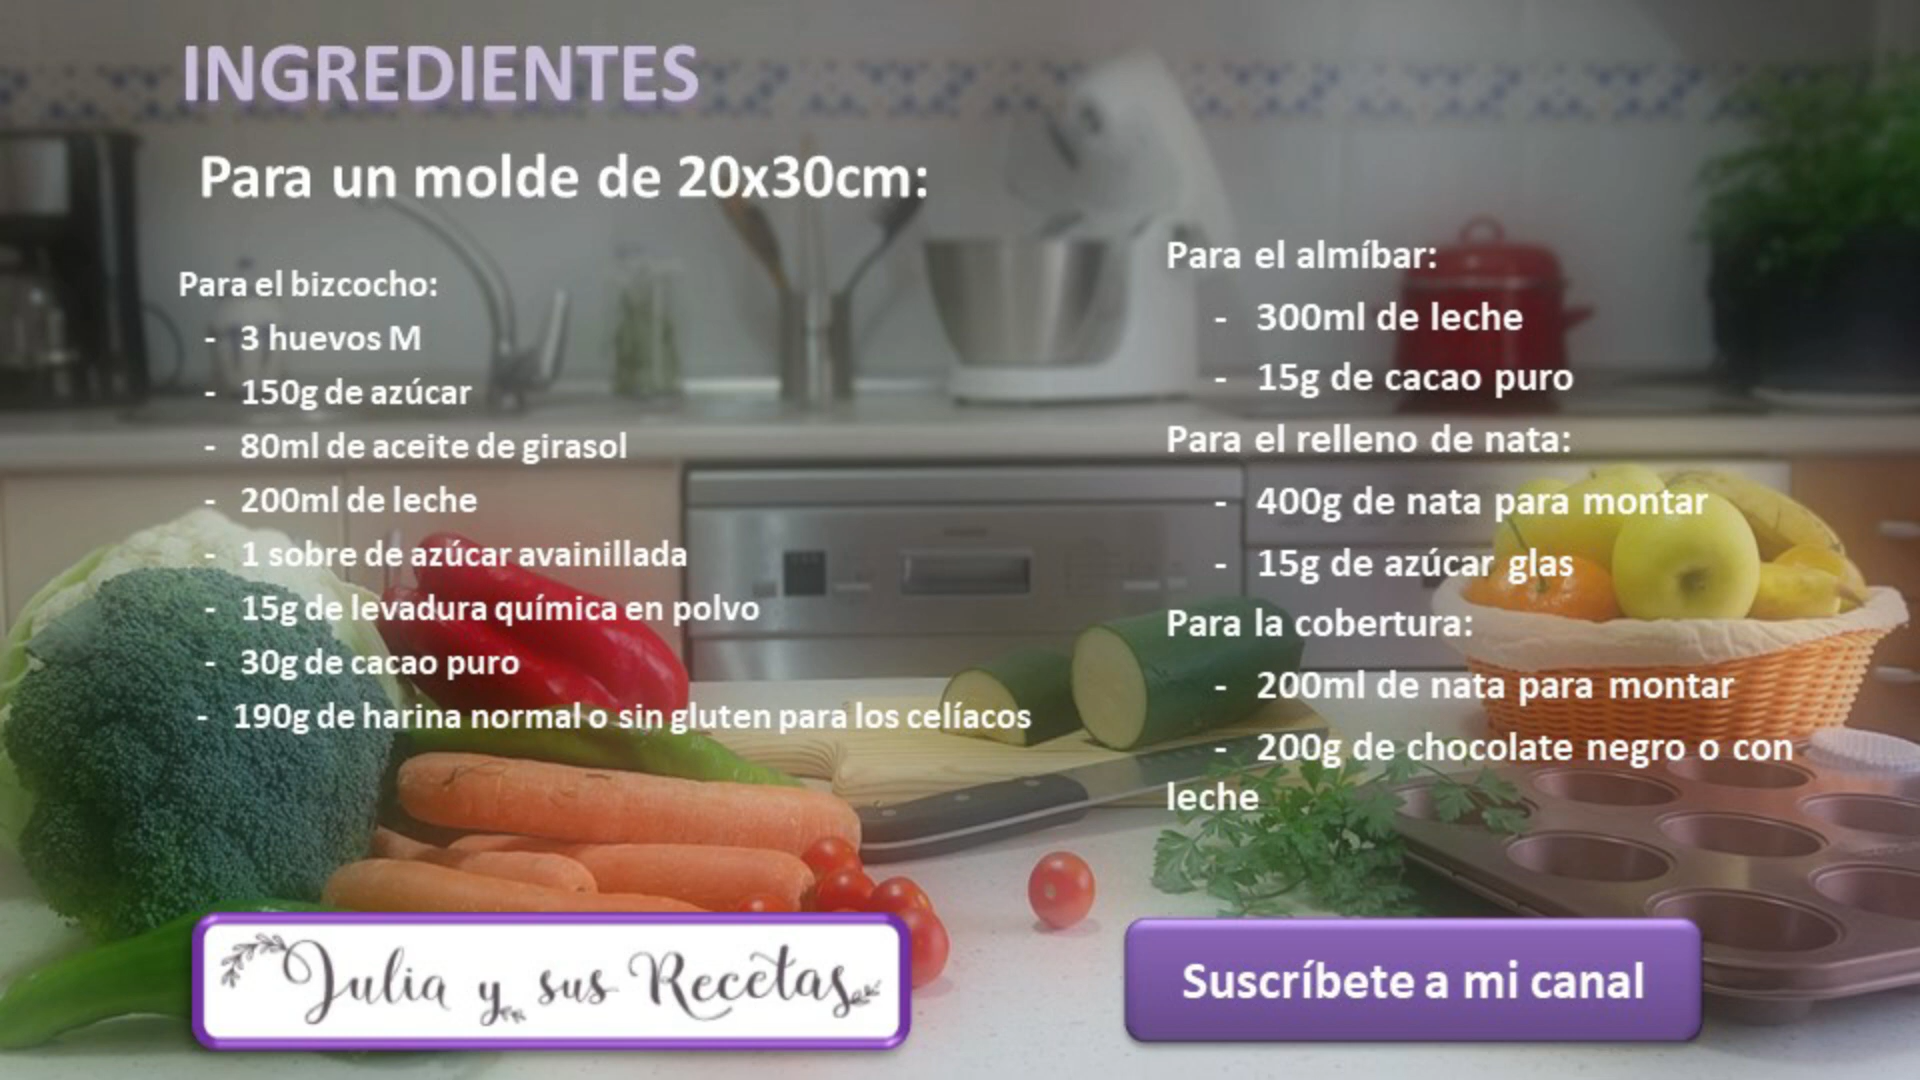 INGREDIENTES
Para un molde de 20x30cm:
Para el bizcocho:
- 3 huevos M
- 150g de azúcar
- 80ml de aceite de girasol
- 200ml de leche
- 1 sobre de azúcar avainillada
- 15g de levadura química en polvo
- 30g de cacao puro
- 190g de harina normal o sin gluten para los celíacos
Para el almíbar:
- 300ml de leche
- 15g de cacao puro
Para el relleno de nata:
- 400g de nata para montar
- 15g de azúcar glas
Para la cobertura:
- 200ml de nata para montar
- 200g de chocolate negro o con
leche
Julia y sus Recetas
Suscríbete a mi canal